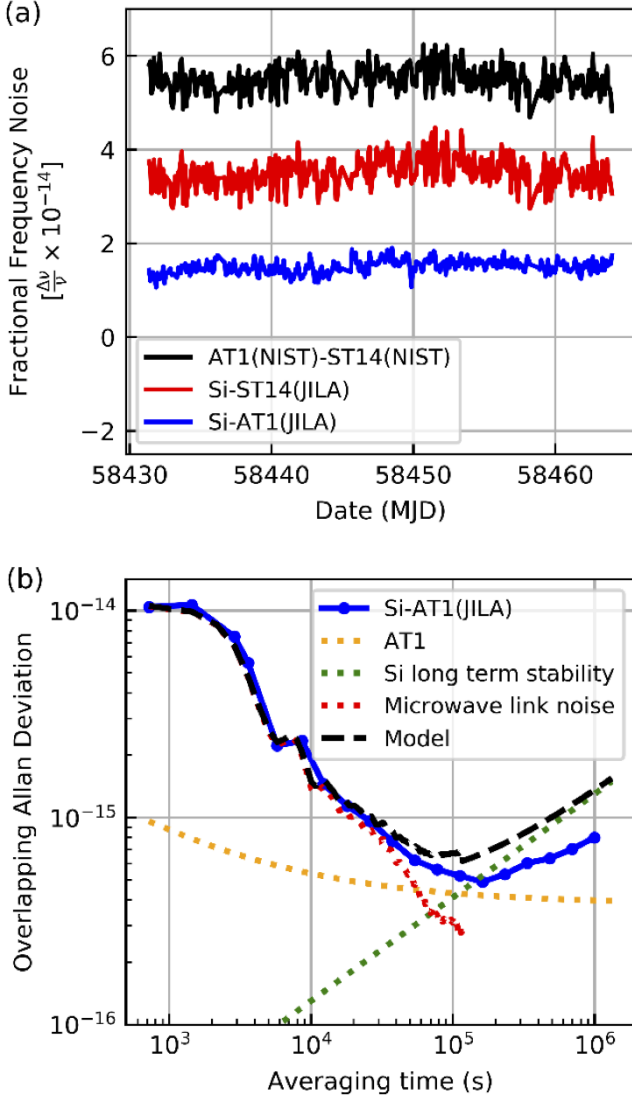 (a)
Fractional Frequency Noise
[Δν/ν × 10⁻¹⁴]
6
4
2
0
−2
AT1(NIST)-ST14(NIST)
Si-ST14(JILA)
Si-AT1(JILA)
58430 58440 58450 58460
Date (MJD)
(b)
Overlapping Allan Deviation
10⁻¹⁴
10⁻¹⁵
10⁻¹⁶
Si-AT1(JILA)
AT1
Si long term stability
Microwave link noise
Model
10³ 10⁴ 10⁵ 10⁶
Averaging time (s)